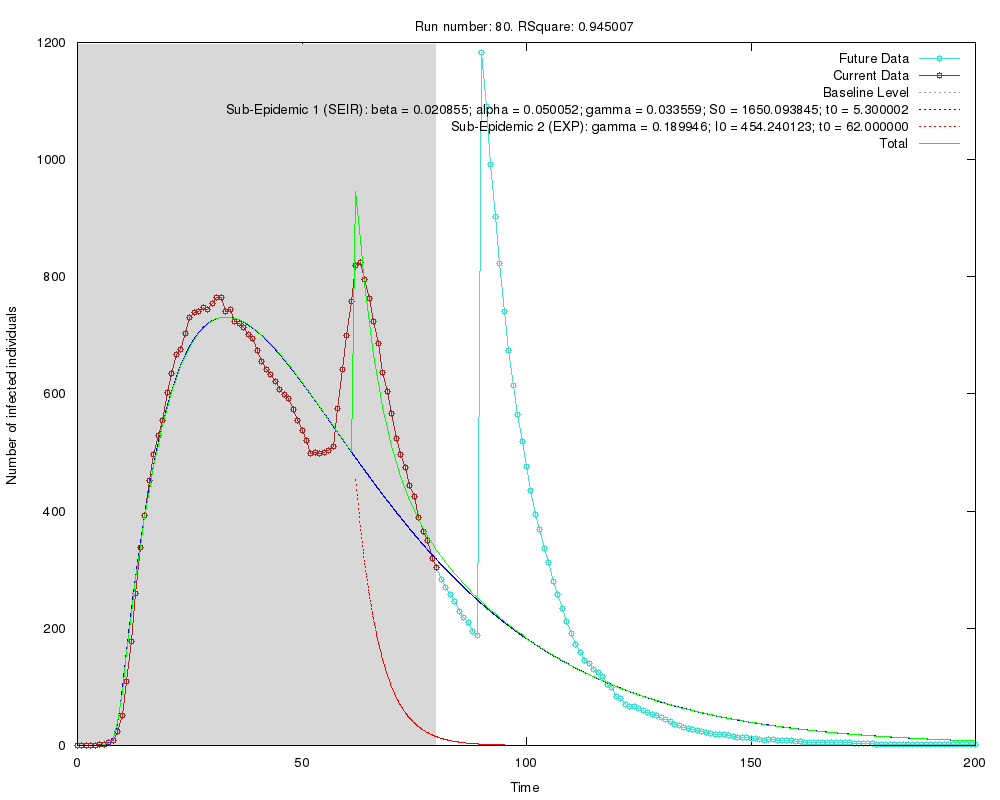 Run number: 80. RSquare: 0.945007
1200
1000
800
600
400
200
0
Number of infected individuals
Future Data
Current Data
Baseline Level
Sub-Epidemic 1 (SEIR): beta = 0.020855; alpha = 0.050052; gamma = 0.033559; S0 = 1650.093845; t0 = 5.300002
Sub-Epidemic 2 (EXP): gamma = 0.189946; I0 = 454.240123; t0 = 62.000000
Total
0 50 100 150 200
Time